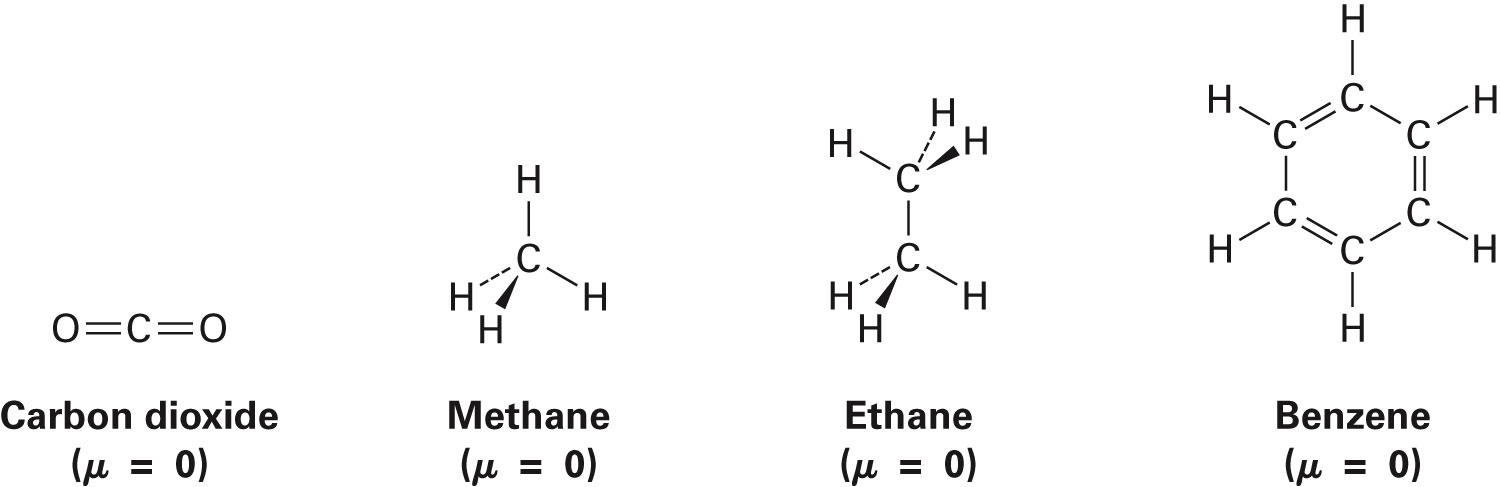 O=C=O
H
C
H
H
H
H
H
H
C
C
H
H
H
H
H
C
H
C
C
H
C
C
H
C
H
H
Carbon dioxide
(μ = 0)
Methane
(μ = 0)
Ethane
(μ = 0)
Benzene
(μ = 0)